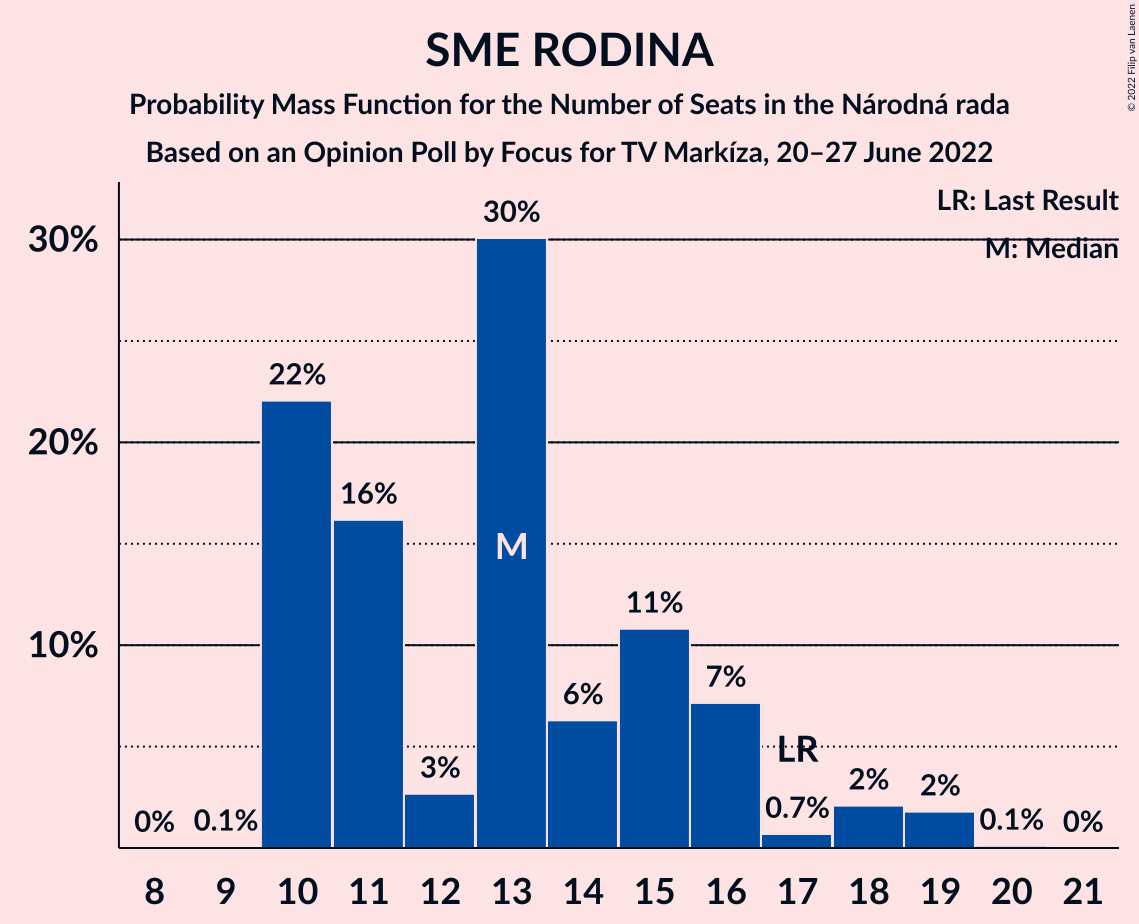 SME RODINA
Probability Mass Function for the Number of Seats in the Národná rada
Based on an Opinion Poll by Focus for TV Markíza, 20–27 June 2022
© 2022 Filip van Laenen
LR: Last Result
M: Median
30%
20%
10%
0%
0.1%
22%
16%
3%
30%
M
6%
11%
7%
LR
0.7%
2%
2%
0.1%
0%
8 9 10 11 12 13 14 15 16 17 18 19 20 21